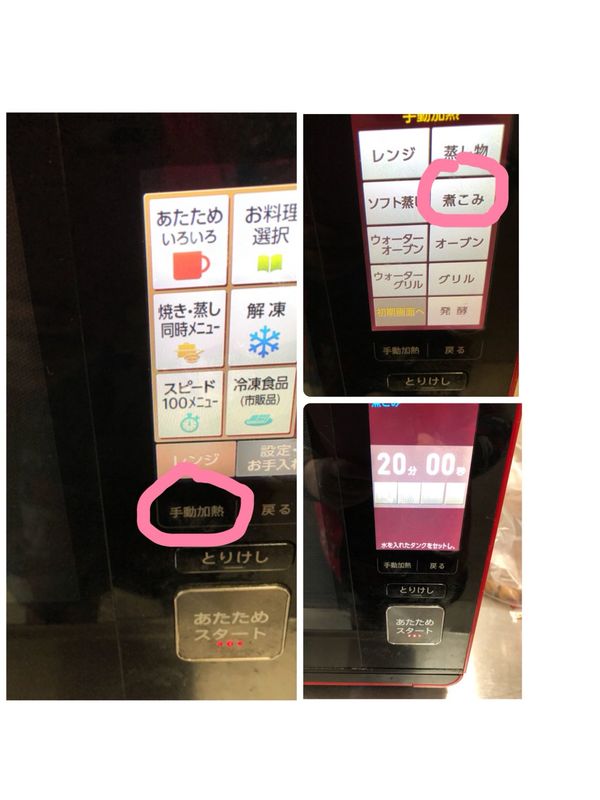 あたため
いろいろ
お料理
選択
焼き・蒸し
同時メニュー
解凍
スピード
100メニュー
冷凍食品
(市販品)
レンジ
設定・
お手入れ
手動加熱
戻る
とりけし
あたため
スタート
手動加熱
レンジ
蒸し物
ソフト蒸し
煮こみ
ウォーター
オーブン
オーブン
ウォーター
グリル
グリル
初期画面へ
発酵
手動加熱
戻る
とりけし
煮こみ
20分 00秒
水を入れたタンクをセットし、
手動加熱
戻る
とりけし
あたため
スタート